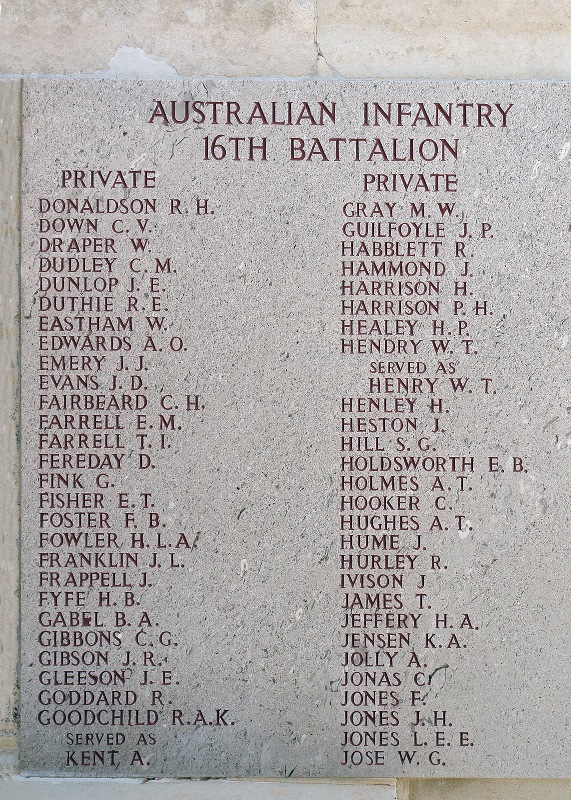 AUSTRALIAN INFANTRY
16TH BATTALION
PRIVATE
DONALDSON R. H.
DOWN C. V.
DRAPER W.
DUDLEY C. M.
DUNLOP J. E.
DUTHIE R. E.
EASTHAM W.
EDWARDS A. O.
EMERY J. J.
EVANS J. D.
FAIRBEARD C. H.
FARRELL E. M.
FARRELL T. I.
FEREDAY D.
FINK G.
FISHER E. T.
FOSTER F. B.
FOWLER H. L. A.
FRANKLIN J. L.
FRAPPELL J.
FYFE H. B.
GABEL B. A.
GIBBONS C. G.
GIBSON J. R.
GLEESON J. E.
GODDARD R.
GOODCHILD R. A. K.
SERVED AS
KENT A.
PRIVATE
GRAY M. W.
GUILFOYLE J. P.
HABBLETT R.
HAMMOND J.
HARRISON H.
HARRISON P. H.
HEALEY H. P.
HENDRY W. T.
SERVED AS
HENRY W. T.
HENLEY H.
HESTON J.
HILL S. G.
HOLDSWORTH E. B.
HOLMES A. T.
HOOKER C.
HUGHES A. T.
HUME J.
HURLEY R.
IVISON J
JAMES T.
JEFFERY H. A.
JENSEN K. A.
JOLLY A.
JONAS C.
JONES F.
JONES J. H.
JONES L. E. E.
JOSE W. G.